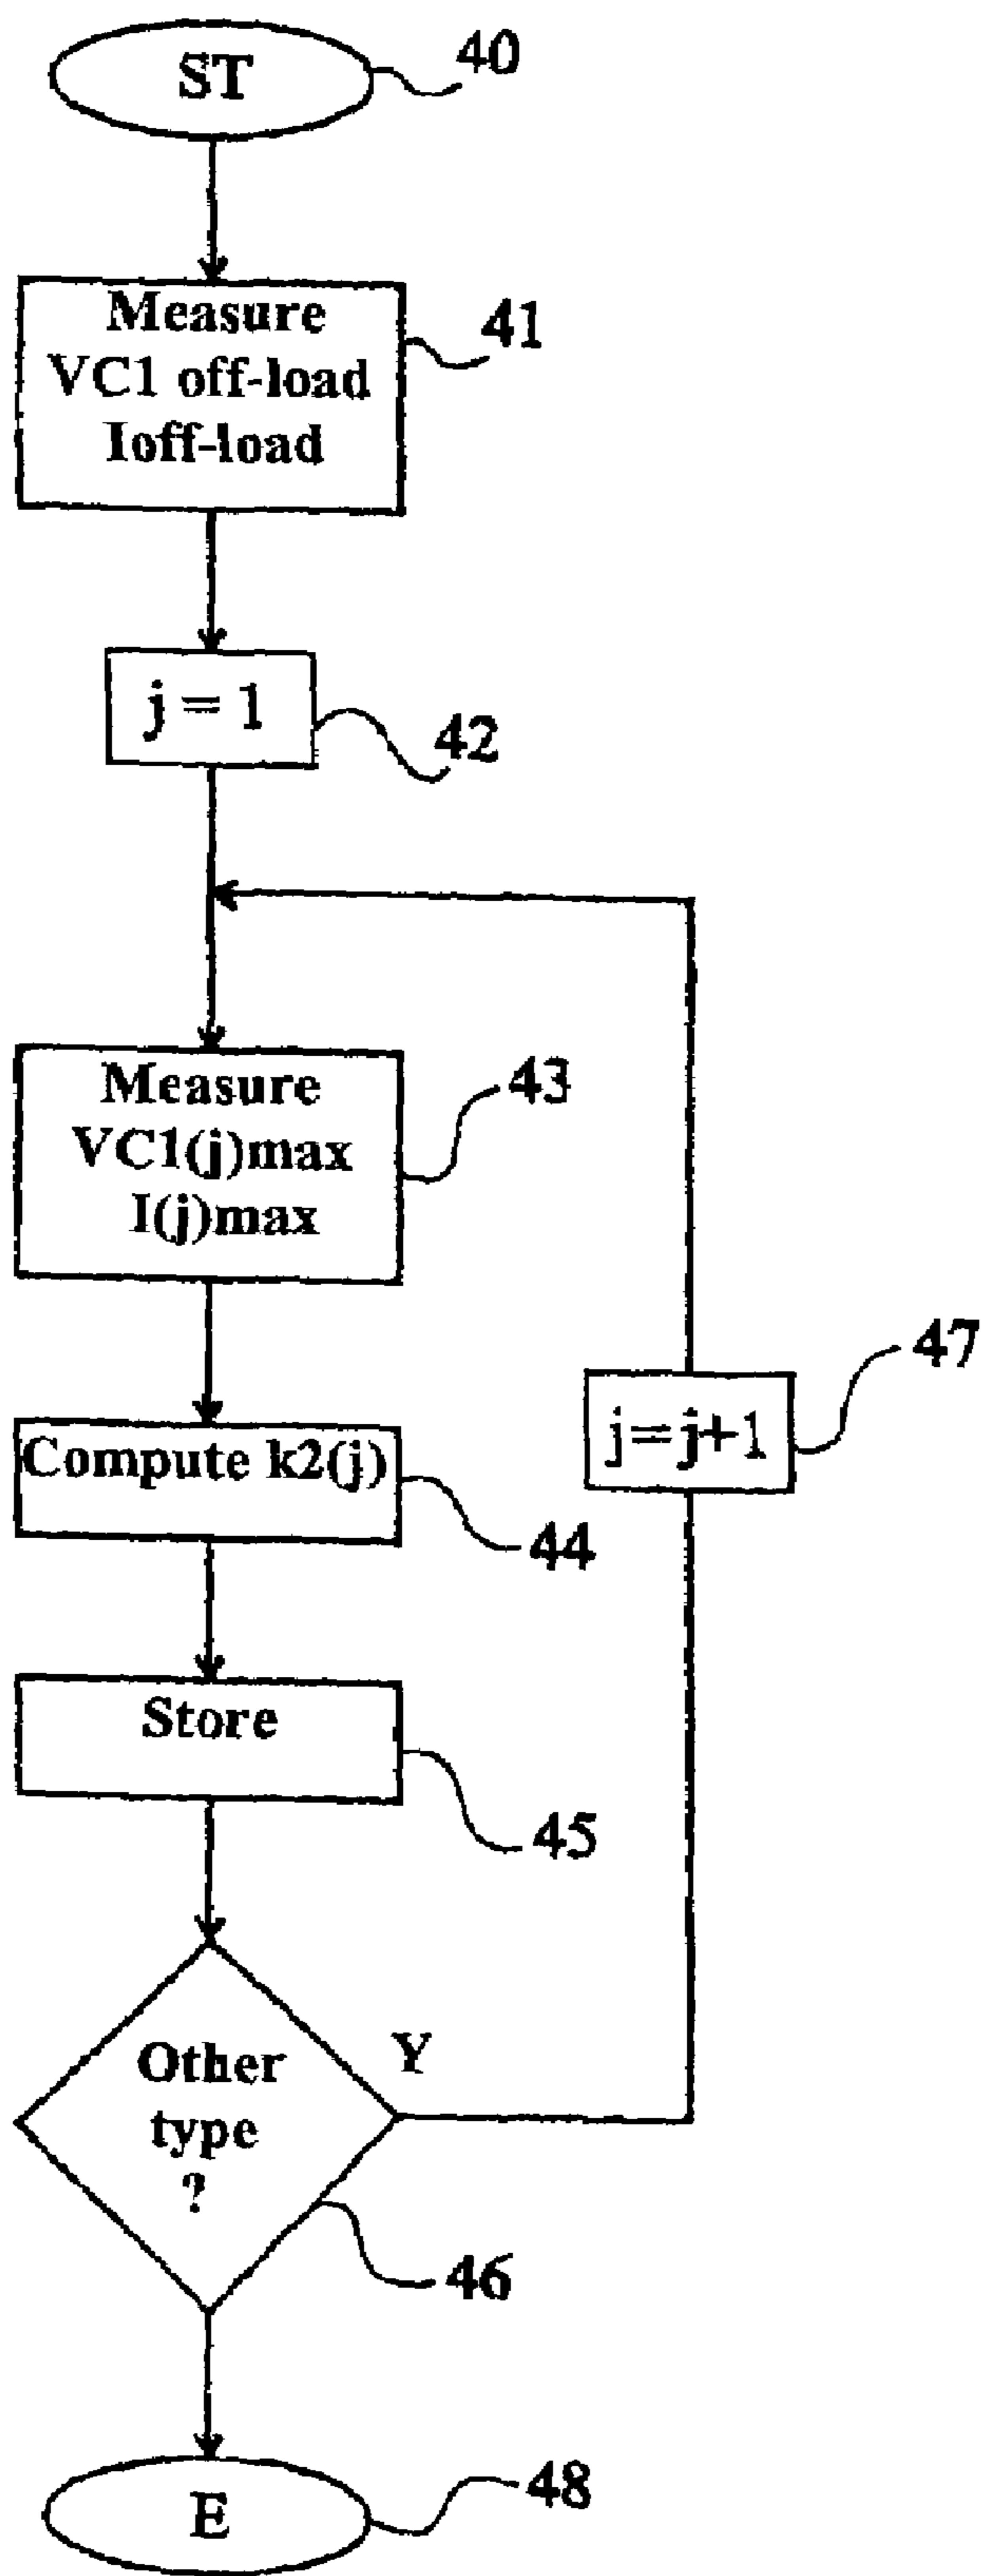 ST
40
Measure
VC1 off-load
Ioff-load
41
j = 1
42
Measure
VC1(j)max
I(j)max
43
Compute k2(j)
44
j=j+1
47
Store
45
Other
type
?
Y
46
E
48